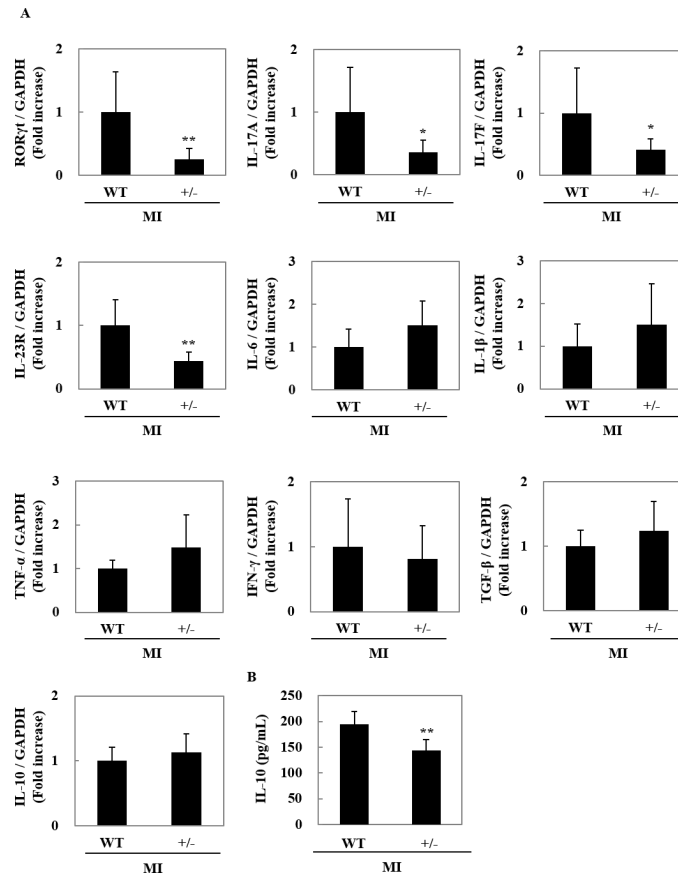 A
RORγt / GAPDH
(Fold increase)
2
1
0
**
WT +/-
MI
IL-17A / GAPDH
(Fold increase)
2
1
0
*
WT +/-
MI
IL-17F / GAPDH
(Fold increase)
2
1
0
*
WT +/-
MI
IL-23R / GAPDH
(Fold increase)
2
1
0
**
WT +/-
MI
IL-6 / GAPDH
(Fold increase)
3
2
1
0
WT +/-
MI
IL-1β / GAPDH
(Fold increase)
3
2
1
0
WT +/-
MI
TNF-α / GAPDH
(Fold increase)
3
2
1
0
WT +/-
MI
IFN-γ / GAPDH
(Fold increase)
2
1
0
WT +/-
MI
TGF-β / GAPDH
(Fold increase)
2
1
0
WT +/-
MI
IL-10 / GAPDH
(Fold increase)
2
1
0
WT +/-
MI
B
IL-10 (pg/mL)
250
200
150
100
50
0
**
WT +/-
MI